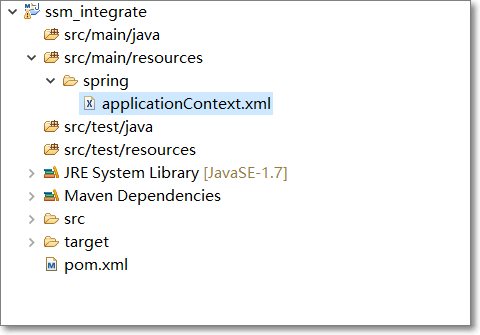 ssm_integrate
src/main/java
src/main/resources
spring
applicationContext.xml
src/test/java
src/test/resources
JRE System Library [JavaSE-1.7]
Maven Dependencies
src
target
pom.xml